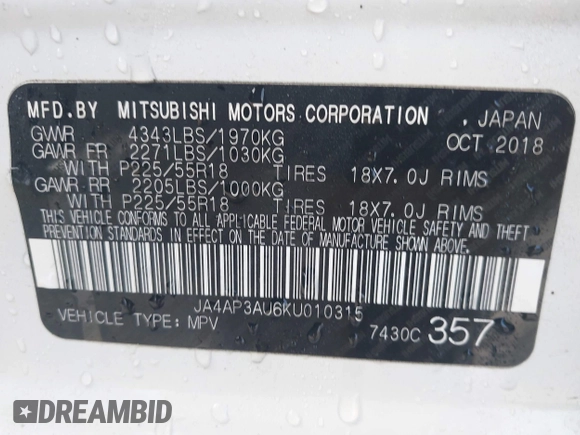 MFD.BY MITSUBISHI MOTORS CORPORATION , JAPAN
GVWR 4343LBS/1970KG OCT 2018
GAWR FR 2271LBS/1030KG
WITH P225/55R18 TIRES 18X7.0J RIMS
GAWR RR 2205LBS/1000KG
WITH P225/55R18 TIRES 18X7.0J RIMS
THIS VEHICLE CONFORMS TO ALL APPLICABLE FEDERAL MOTOR VEHICLE SAFETY AND THEFT
PREVENTION STANDARDS IN EFFECT ON THE DATE OF MANUFACTURE SHOWN ABOVE.
JA4AP3AU6KU010315
VEHICLE TYPE: MPV 7430C 357
DREAMBID